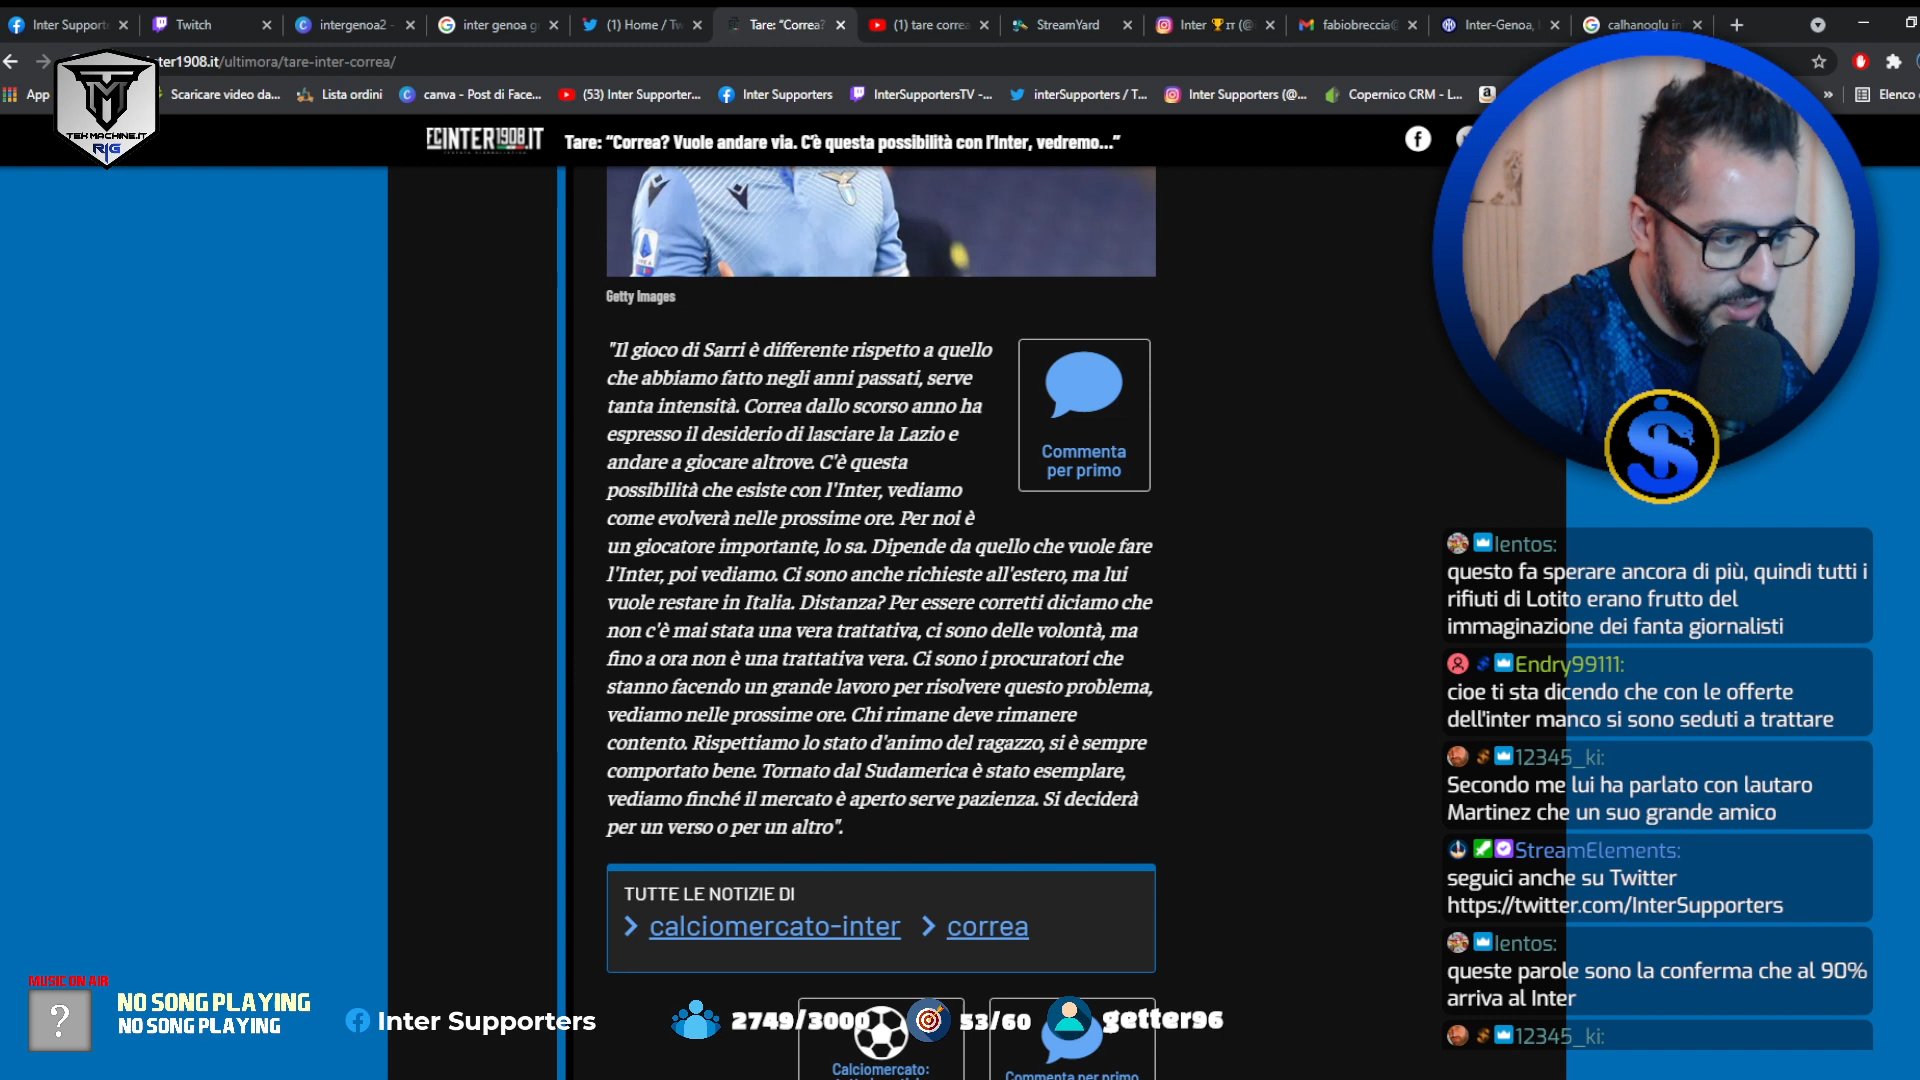 Inter Support
Twitch
intergenoa2 -
inter genoa g
(1) Home / Tw
Tare: "Correa?
(1) tare correa
StreamYard
Inter 🏆 IT (@
fabiobreccia@
Inter-Genoa,
calhanoglu in
ter1908.it/ultimora/tare-inter-correa/
App
Scaricare video da...
Lista ordini
canva - Post di Face...
(53) Inter Supporter...
Inter Supporters
InterSupportersTV -...
interSupporters / T...
Inter Supporters (@...
Copernico CRM - L...
»
Elenco
TEK MACHINE.IT
RIG
FCINTER1908.IT
Tare: “Correa? Vuole andare via. C’è questa possibilità con l’Inter, vedremo...”
Getty Images
"Il gioco di Sarri è differente rispetto a quello
che abbiamo fatto negli anni passati, serve
tanta intensità. Correa dallo scorso anno ha
espresso il desiderio di lasciare la Lazio e
andare a giocare altrove. C'è questa
possibilità che esiste con l'Inter, vediamo
come evolverà nelle prossime ore. Per noi è
un giocatore importante, lo sa. Dipende da quello che vuole fare
l'Inter, poi vediamo. Ci sono anche richieste all'estero, ma lui
vuole restare in Italia. Distanza? Per essere corretti diciamo che
non c'è mai stata una vera trattativa, ci sono delle volontà, ma
fino a ora non è una trattativa vera. Ci sono i procuratori che
stanno facendo un grande lavoro per risolvere questo problema,
vediamo nelle prossime ore. Chi rimane deve rimanere
contento. Rispettiamo lo stato d'animo del ragazzo, si è sempre
comportato bene. Tornato dal Sudamerica è stato esemplare,
vediamo finché il mercato è aperto serve pazienza. Si deciderà
per un verso o per un altro".
Commenta
per primo
TUTTE LE NOTIZIE DI
calciomercato-inter
correa
Calciomercato:
Commenta per primo
lentos:
questo fa sperare ancora di più, quindi tutti i
rifiuti di Lotito erano frutto del
immaginazione dei fanta giornalisti
Endry99111:
cioe ti sta dicendo che con le offerte
dell'inter manco si sono seduti a trattare
12345_ki:
Secondo me lui ha parlato con lautaro
Martinez che un suo grande amico
StreamElements:
seguici anche su Twitter
https://twitter.com/InterSupporters
lentos:
queste parole sono la conferma che al 90%
arriva al Inter
12345_ki:
MUSIC ON AIR
?
NO SONG PLAYING
NO SONG PLAYING
Inter Supporters
2749/3000
53/60
getter96